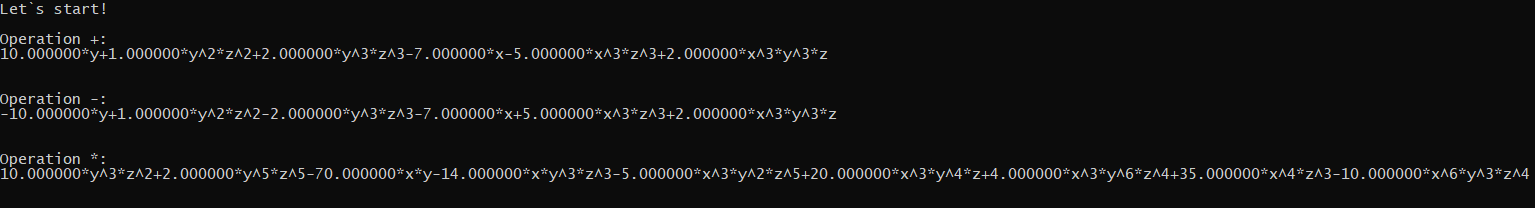 Let`s start!
Operation +:
10.000000*y+1.000000*y^2*z^2+2.000000*y^3*z^3-7.000000*x-5.000000*x^3*z^3+2.000000*x^3*y^3*z
Operation -:
-10.000000*y+1.000000*y^2*z^2-2.000000*y^3*z^3-7.000000*x+5.000000*x^3*z^3+2.000000*x^3*y^3*z
Operation *:
10.000000*y^3*z^2+2.000000*y^5*z^5-70.000000*x*y-14.000000*x*y^3*z^3-5.000000*x^3*y^2*z^5+20.000000*x^3*y^4*z+4.000000*x^3*y^6*z^4+35.000000*x^4*z^3-10.000000*x^6*y^3*z^4